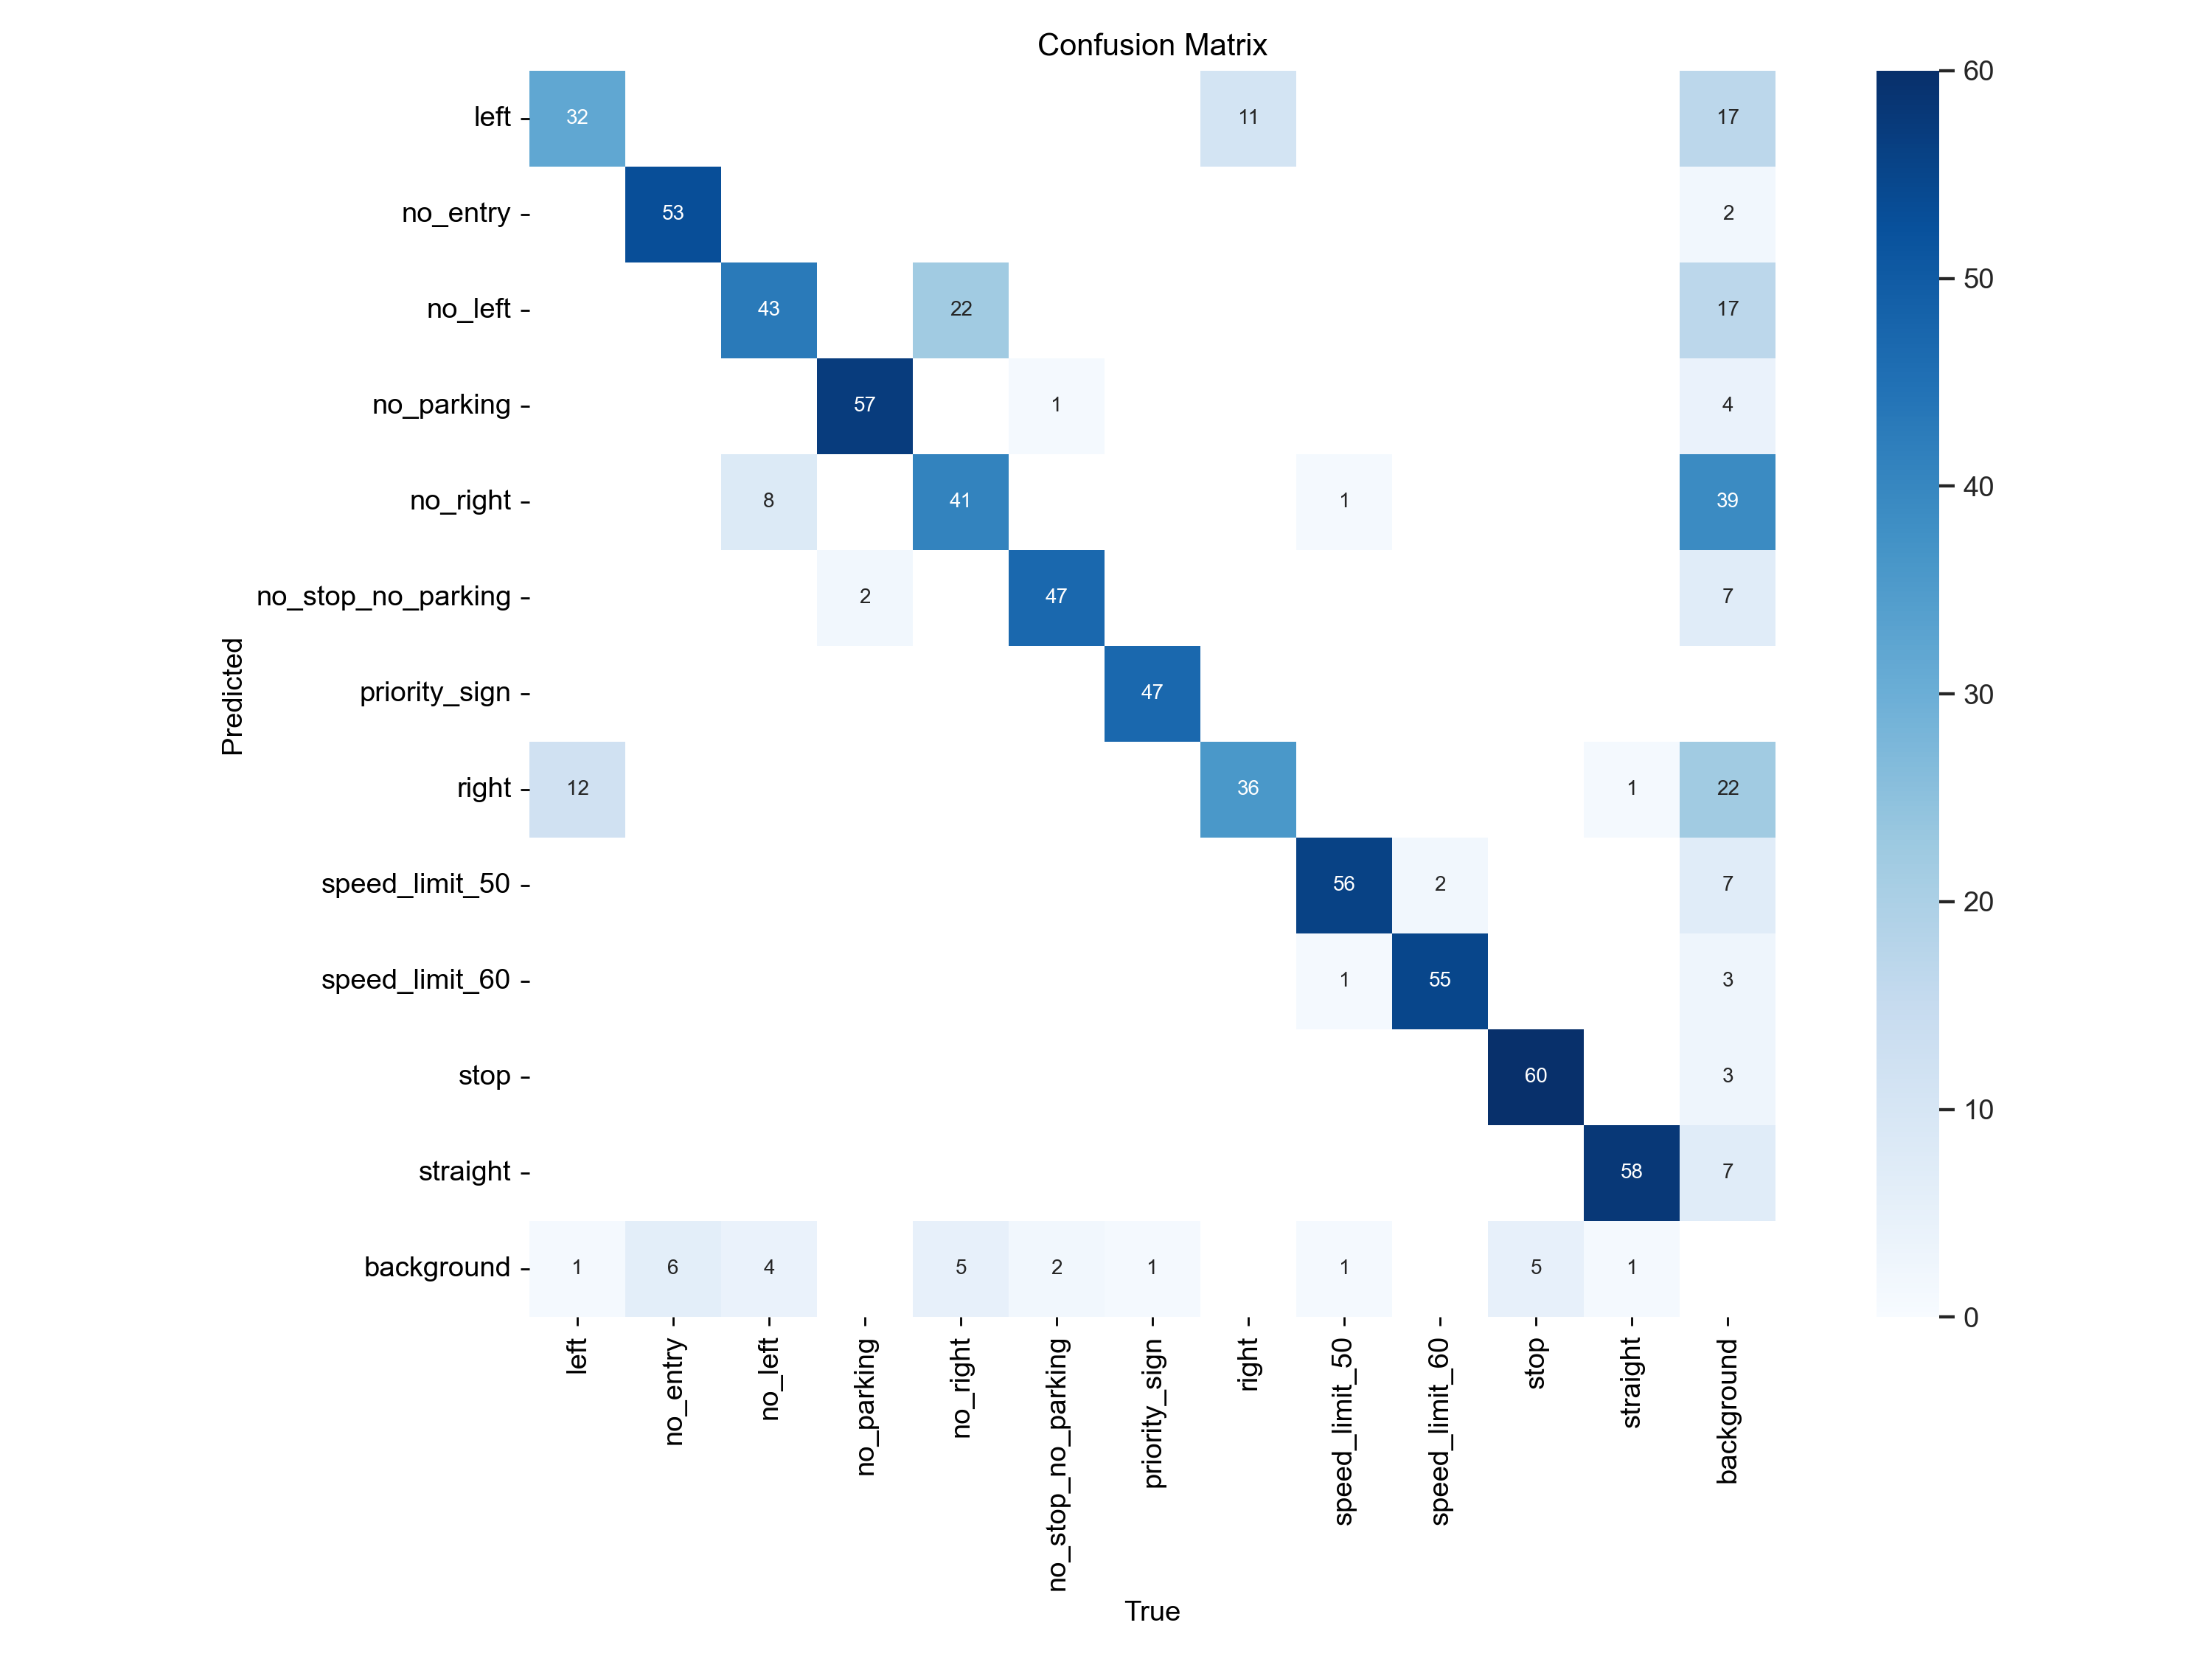 Confusion Matrix
left 32 11 17
no_entry 53 2
no_left 43 22 17
no_parking 57 1 4
no_right 8 41 1 39
no_stop_no_parking 2 47 7
priority_sign 47
right 12 36 1 22
speed_limit_50 56 2 7
speed_limit_60 1 55 3
stop 60 3
straight 58 7
background 1 6 4 5 2 1 1 5 1
Predicted
left no_entry no_left no_parking no_right no_stop_no_parking priority_sign right speed_limit_50 speed_limit_60 stop straight background
True
60
50
40
30
20
10
0